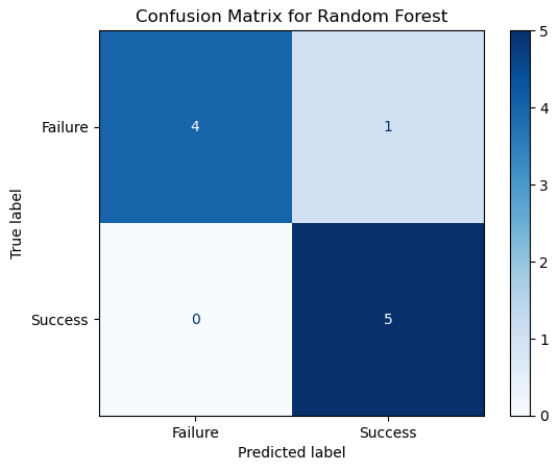 Confusion Matrix for Random Forest
5
Failure
4
1
4
3
True label
2
Success
0
5
1
0
Failure
Success
Predicted label